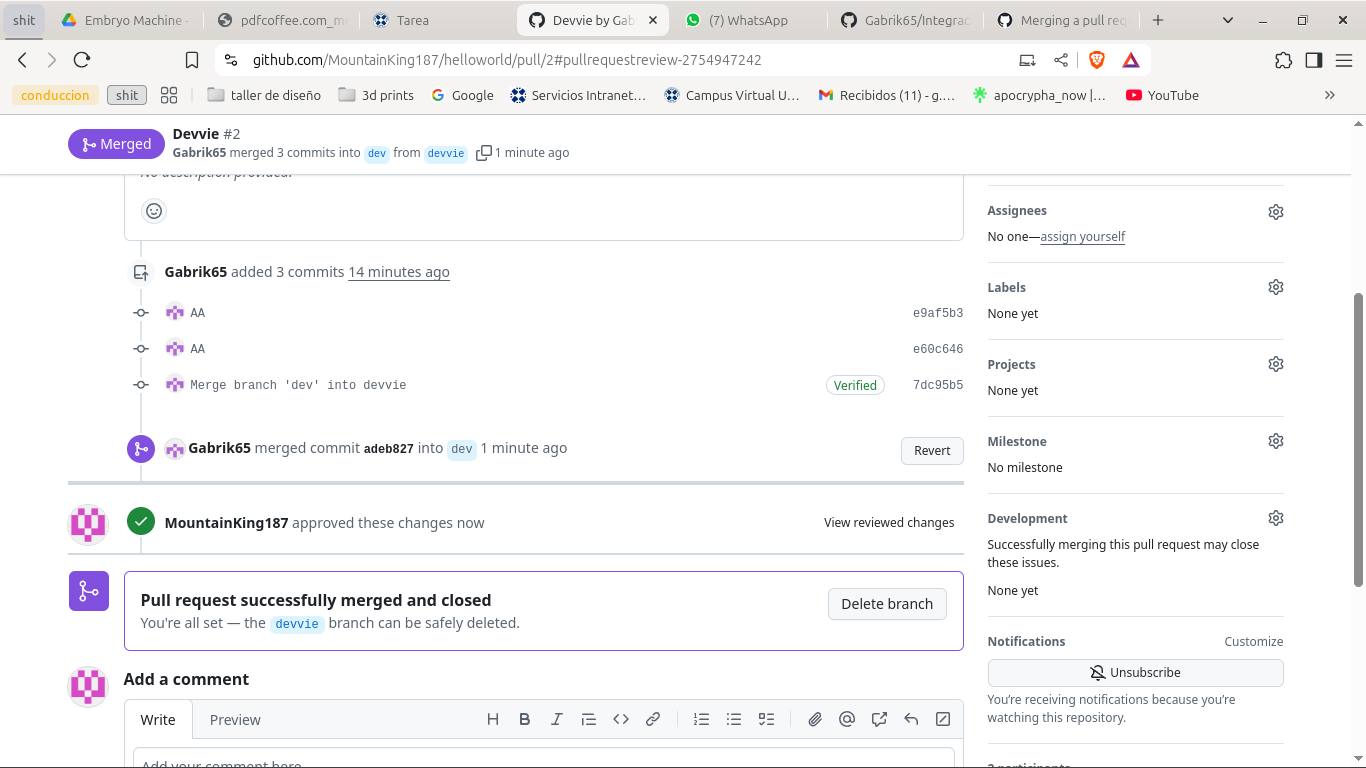 shit
Embryo Machine -
pdfcoffee.com_m
Tarea
Devvie by Gab
(7) WhatsApp
Gabrik65/Integrac
Merging a pull req
github.com/MountainKing187/helloworld/pull/2#pullrequestreview-2754947242
conduccion
shit
taller de diseño
3d prints
Google
Servicios Intranet...
Campus Virtual U...
Recibidos (11) - g....
apocrypha_now |...
YouTube
Merged
Devvie #2
Gabrik65 merged 3 commits into dev from devvie 1 minute ago
No description provided.
Gabrik65 added 3 commits 14 minutes ago
AA e9af5b3
AA e60c646
Merge branch 'dev' into devvie Verified 7dc95b5
Gabrik65 merged commit adeb827 into dev 1 minute ago
Revert
MountainKing187 approved these changes now
View reviewed changes
Pull request successfully merged and closed
You're all set — the devvie branch can be safely deleted.
Delete branch
Add a comment
Write
Preview
Add your comment here
Assignees
No one—assign yourself
Labels
None yet
Projects
None yet
Milestone
No milestone
Development
Successfully merging this pull request may close
these issues.
None yet
Notifications
Customize
Unsubscribe
You're receiving notifications because you're
watching this repository.
2 participants